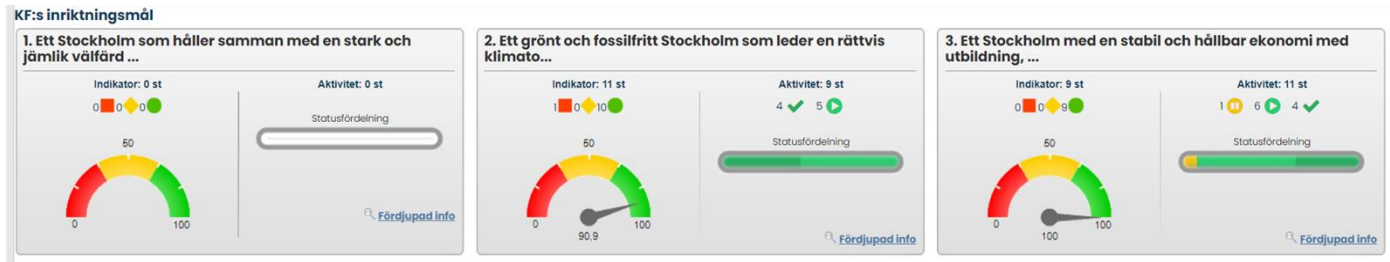 KF:s inriktningsmål
1. Ett Stockholm som håller samman med en stark och
jämlik välfärd ...
Indikator: 0 st
0 0 0
Aktivitet: 0 st
Statusfördelning
50
0
100
Fördjupad info
2. Ett grönt och fossilfritt Stockholm som leder en rättvis
klimato...
Indikator: 11 st
1 0 10
Aktivitet: 9 st
4 5
Statusfördelning
50
0
100
90,9
Fördjupad info
3. Ett Stockholm med en stabil och hållbar ekonomi med
utbildning, ...
Indikator: 9 st
0 0 9
Aktivitet: 11 st
1 6 4
Statusfördelning
50
0
100
100
Fördjupad info